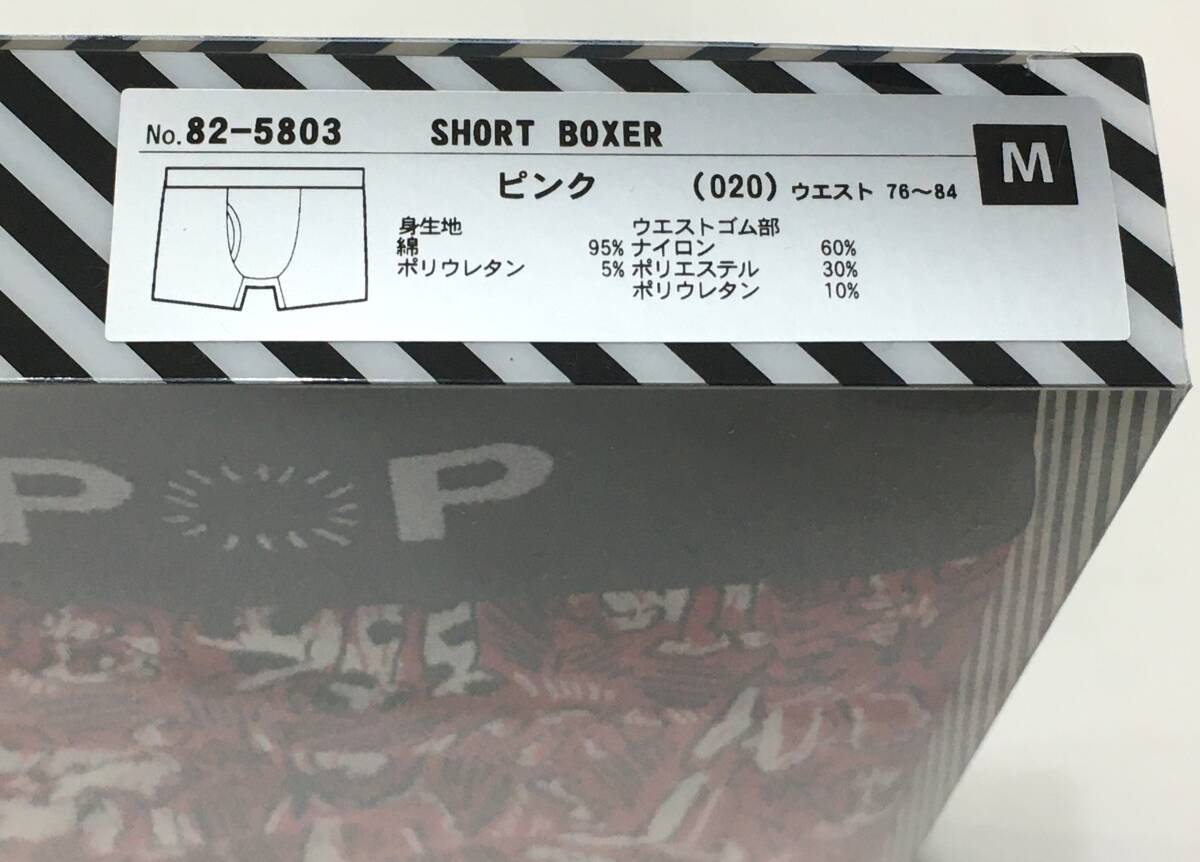 No.82-5803 SHORT BOXER M
ピンク (020) ウエスト 76〜84
身生地 ウエストゴム部
綿 95% ナイロン 60%
ポリウレタン 5% ポリエステル 30%
ポリウレタン 10%
P P